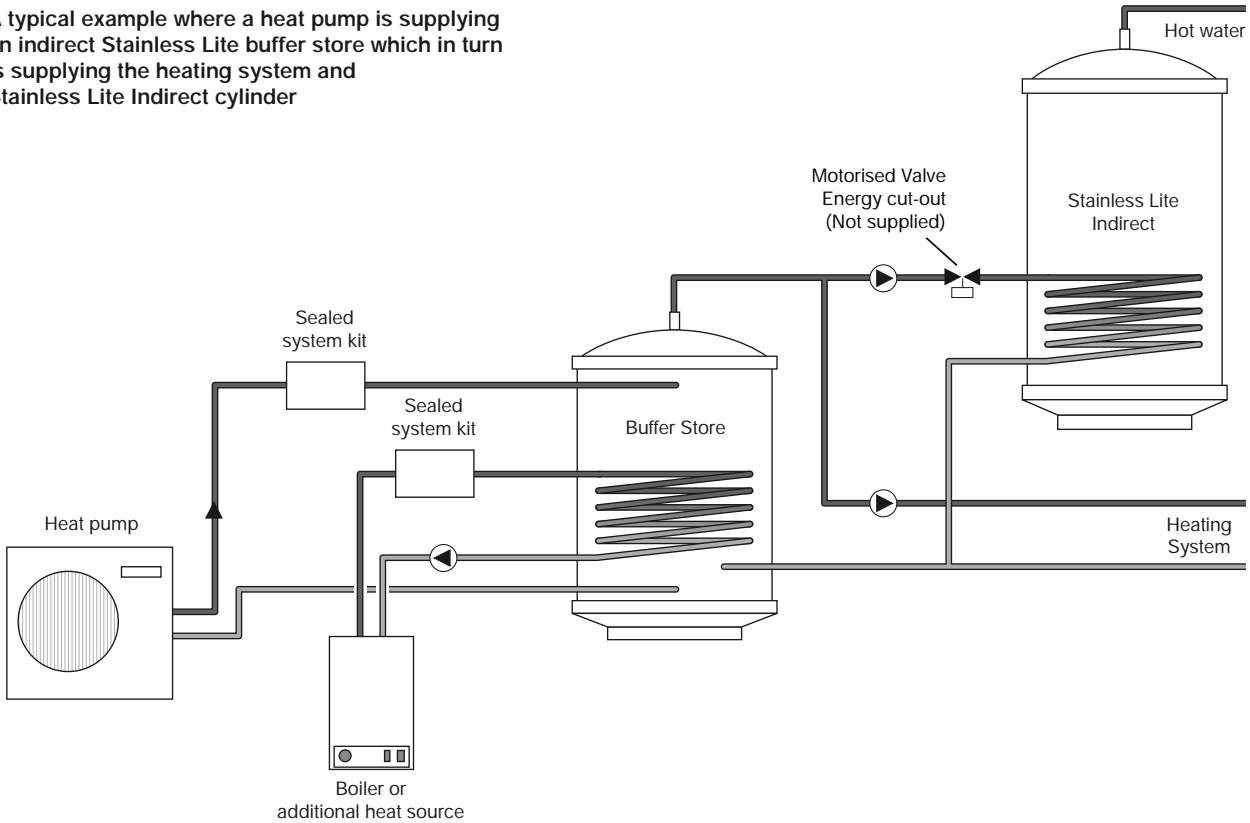 A typical example where a heat pump is supplying
an indirect Stainless Lite buffer store which in turn
is supplying the heating system and
Stainless Lite Indirect cylinder
Hot water
Motorised Valve
Energy cut-out
(Not supplied)
Stainless Lite
Indirect
Sealed
system kit
Sealed
system kit
Buffer Store
Heat pump
Heating
System
Boiler or
additional heat source